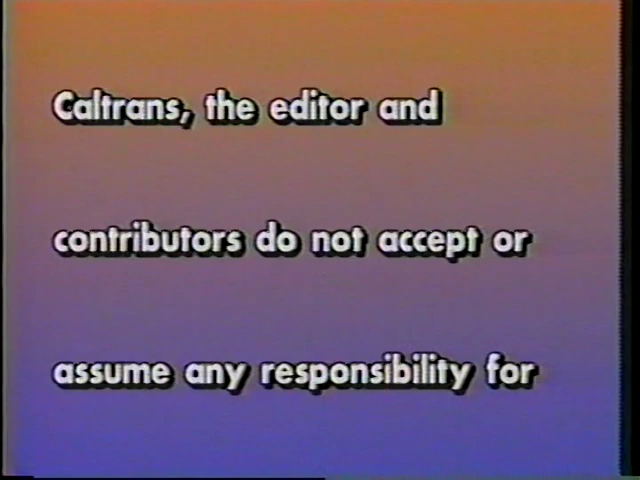 Caltrans, the editor and
contributors do not accept or
assume any responsibility for